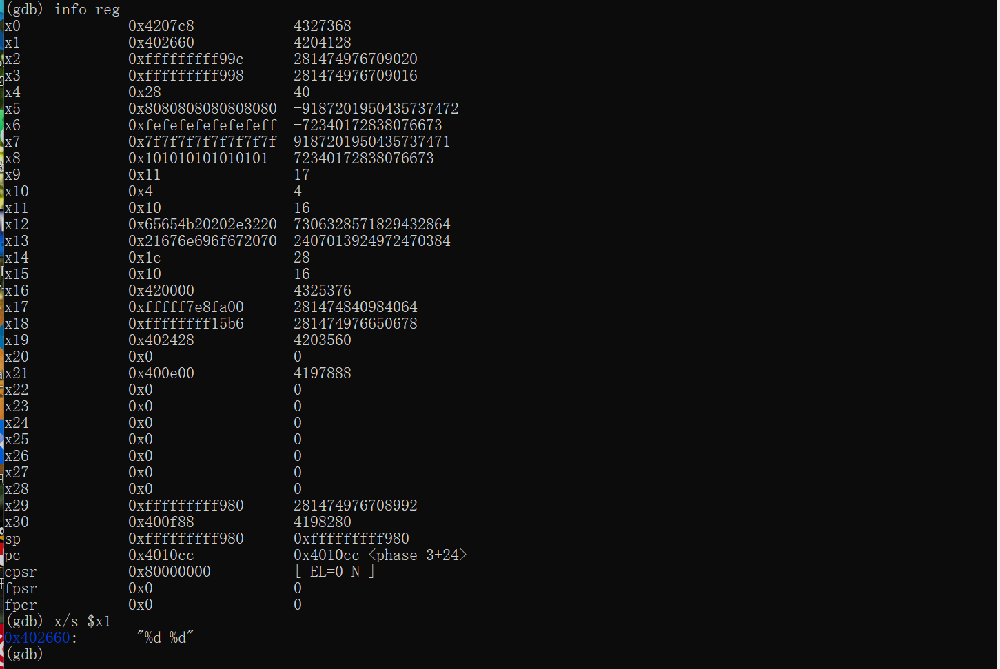 (gdb) info reg
x0 0x4207c8 4327368
x1 0x402660 4204128
x2 0xfffffffff99c 281474976709020
x3 0xfffffffff998 281474976709016
x4 0x28 40
x5 0x8080808080808080 -9187201950435737472
x6 0xfefefefefefefeff -72340172838076673
x7 0x7f7f7f7f7f7f7f7f 9187201950435737471
x8 0x101010101010101 72340172838076673
x9 0x11 17
x10 0x4 4
x11 0x10 16
x12 0x65654b20202e3220 7306328571829432864
x13 0x21676e696f672070 2407013924972470384
x14 0x1c 28
x15 0x10 16
x16 0x420000 4325376
x17 0xfffff7e8fa00 281474840984064
x18 0xffffffff15b6 281474976650678
x19 0x402428 4203560
x20 0x0 0
x21 0x400e00 4197888
x22 0x0 0
x23 0x0 0
x24 0x0 0
x25 0x0 0
x26 0x0 0
x27 0x0 0
x28 0x0 0
x29 0xfffffffff980 281474976708992
x30 0x400f88 4198280
sp 0xfffffffff980 0xfffffffff980
pc 0x4010cc 0x4010cc <phase_3+24>
cpsr 0x80000000 [ EL=0 N ]
fpsr 0x0 0
fpcr 0x0 0
(gdb) x/s $x1
0x402660: "%d %d"
(gdb)